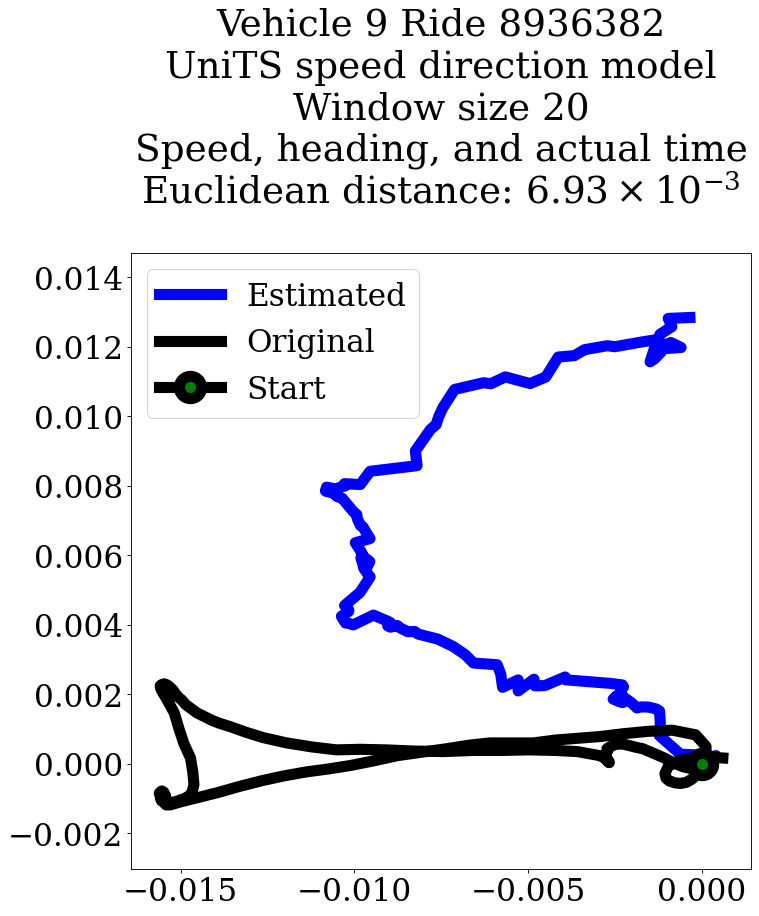 Vehicle 9 Ride 8936382
UniTS speed direction model
Window size 20
Speed, heading, and actual time
Euclidean distance: 6.93 × 10⁻³
Estimated
Original
Start
0.014
0.012
0.010
0.008
0.006
0.004
0.002
0.000
−0.002
−0.015 −0.010 −0.005 0.000